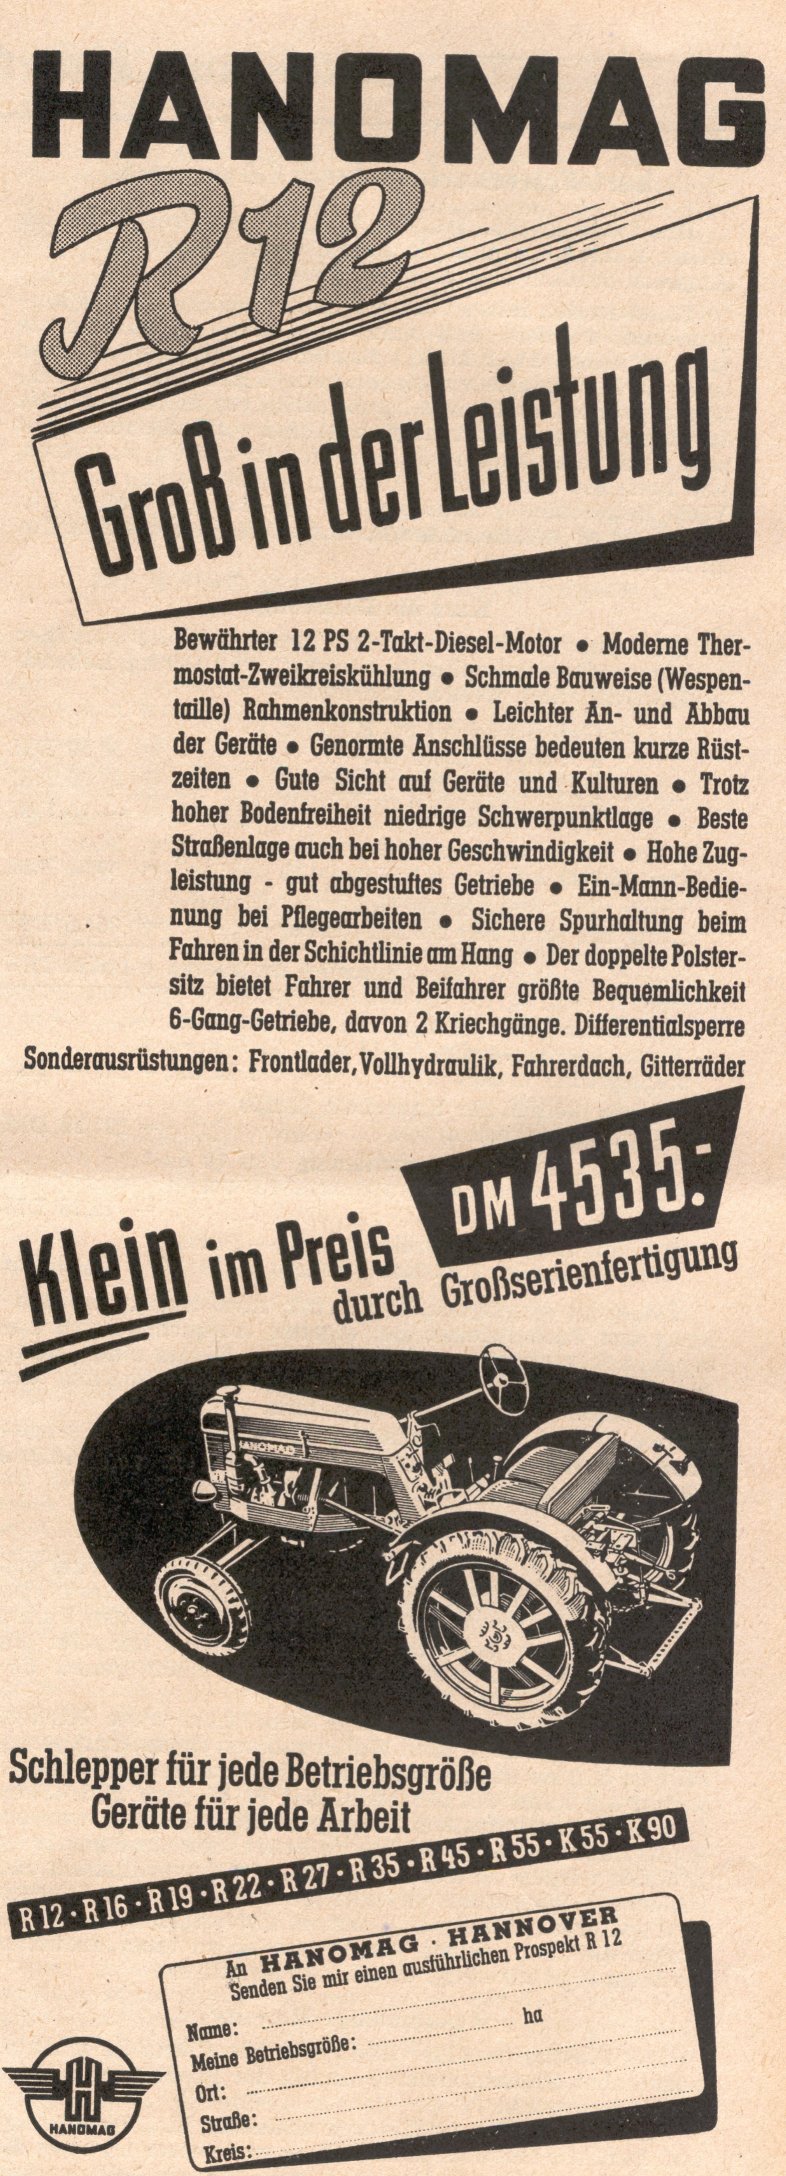 HANOMAG
R12
Groß in der Leistung
Bewährter 12 PS 2-Takt-Diesel-Motor ● Moderne Ther-
mostat-Zweikreiskühlung ● Schmale Bauweise (Wespen-
taille) Rahmenkonstruktion ● Leichter An- und Abbau
der Geräte ● Genormte Anschlüsse bedeuten kurze Rüst-
zeiten ● Gute Sicht auf Geräte und Kulturen ● Trotz
hoher Bodenfreiheit niedrige Schwerpunktlage ● Beste
Straßenlage auch bei hoher Geschwindigkeit ● Hohe Zug-
leistung - gut abgestuftes Getriebe ● Ein-Mann-Bedie-
nung bei Pflegearbeiten ● Sichere Spurhaltung beim
Fahren in der Schichtlinie am Hang ● Der doppelte Polster-
sitz bietet Fahrer und Beifahrer größte Bequemlichkeit
6-Gang-Getriebe, davon 2 Kriechgänge. Differentialsperre
Sonderausrüstungen: Frontlader, Vollhydraulik, Fahrerdach, Gitterräder
DM 4535.-
Klein im Preis
durch Großserienfertigung
HANOMAG
Schlepper für jede Betriebsgröße
Geräte für jede Arbeit
R 12 · R 16 · R 19 · R 22 · R 27 · R 35 · R 45 · R 55 · K 55 · K 90
An HANOMAG · HANNOVER
Senden Sie mir einen ausführlichen Prospekt R 12
Name:
Meine Betriebsgröße: ha
Ort:
Straße:
Kreis:
HANOMAG